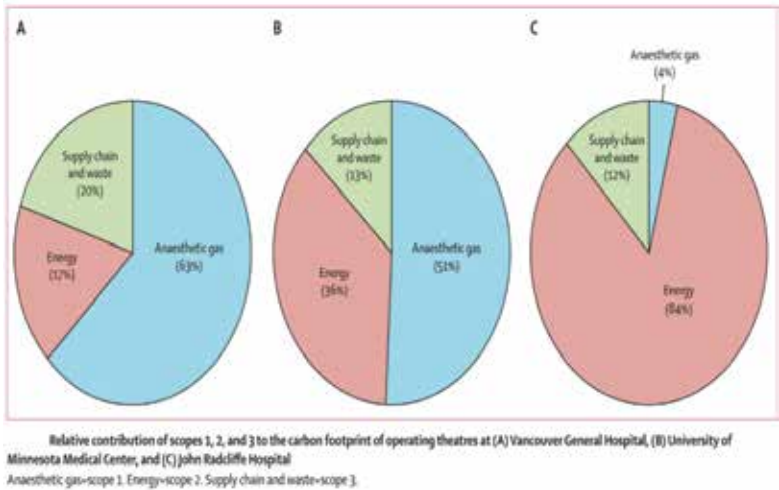 A
B
C
Anaesthetic gas
(4%)
Supply chain
and waste
(20%)
Supply chain
and waste
(13%)
Supply chain
and waste
(12%)
Energy
(17%)
Anaesthetic gas
(63%)
Energy
(36%)
Anaesthetic gas
(51%)
Energy
(84%)
Relative contribution of scopes 1, 2, and 3 to the carbon footprint of operating theatres at (A) Vancouver General Hospital, (B) University of
Minnesota Medical Center, and (C) John Radcliffe Hospital
Anaesthetic gas=scope 1. Energy=scope 2. Supply chain and waste=scope 3.